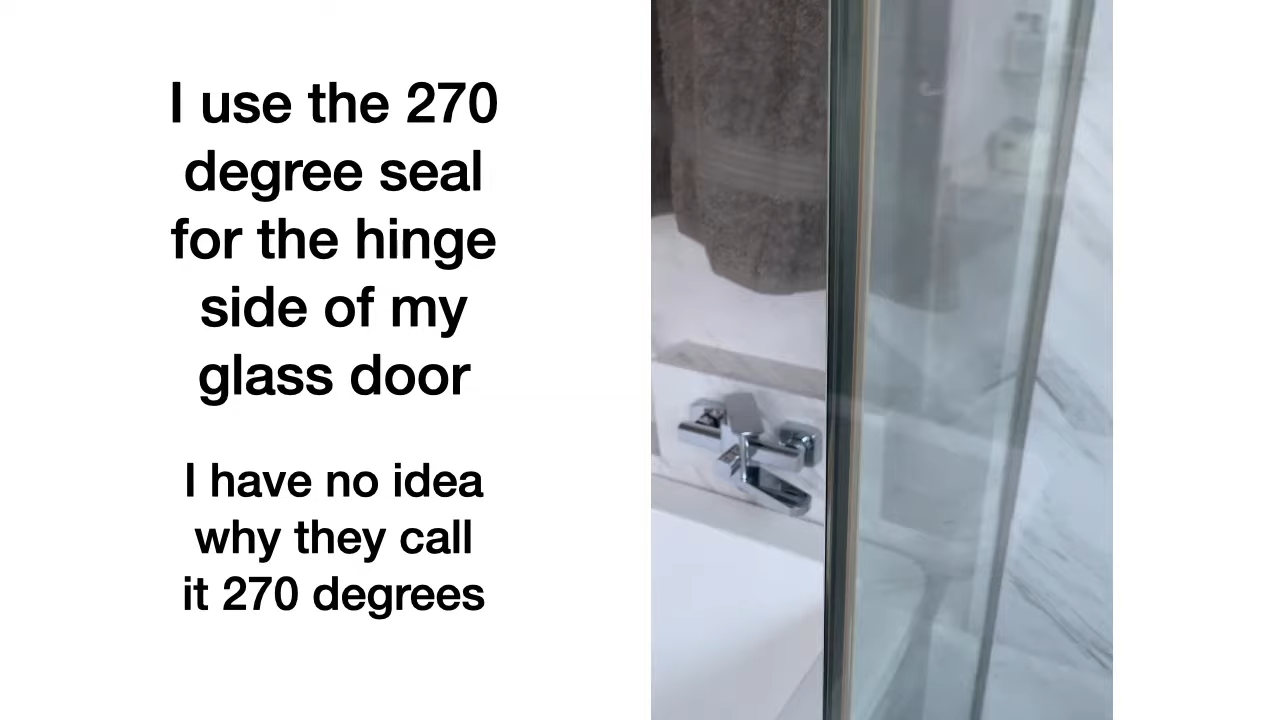 I use the 270
degree seal
for the hinge
side of my
glass door
I have no idea
why they call
it 270 degrees